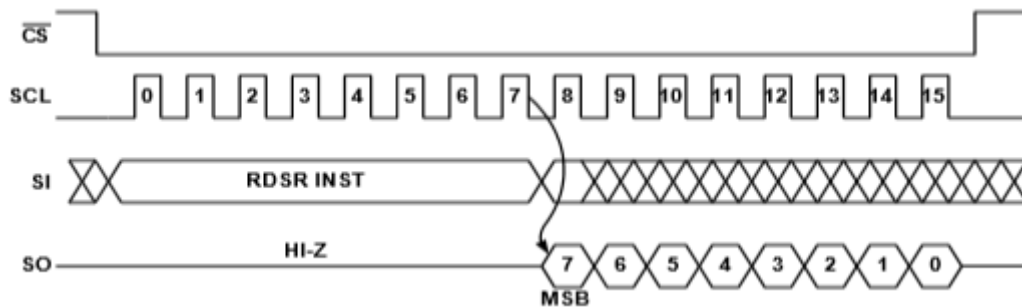 CS
SCL 0 1 2 3 4 5 6 7 8 9 10 11 12 13 14 15
SI RDSR INST
SO HI-Z 7 6 5 4 3 2 1 0
MSB